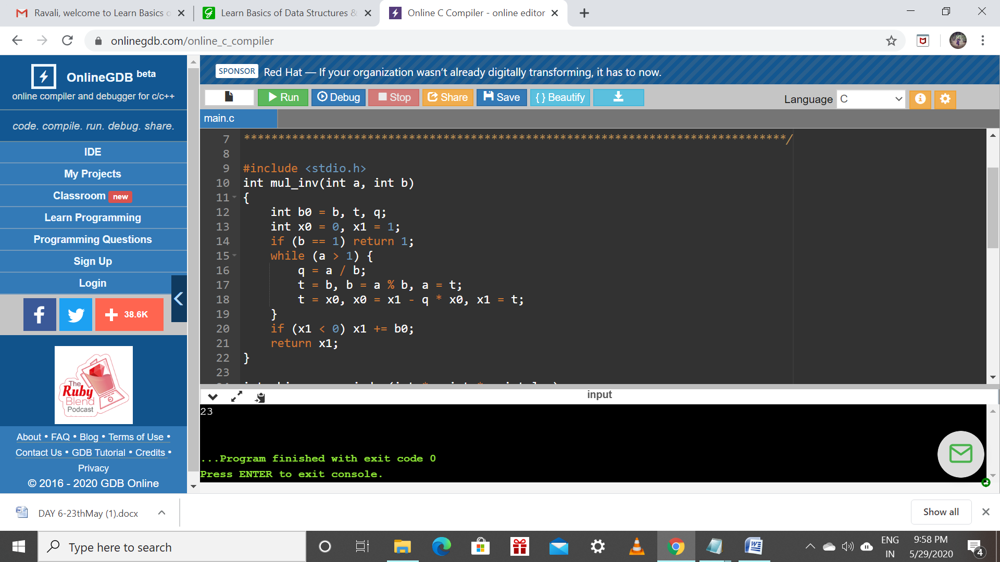 Ravali, welcome to Learn Basics o
Learn Basics of Data Structures &
Online C Compiler - online editor
onlinegdb.com/online_c_compiler
OnlineGDB beta
online compiler and debugger for c/c++
code. compile. run. debug. share.
IDE
My Projects
Classroom new
Learn Programming
Programming Questions
Sign Up
Login
38.6K
The
Ruby
Blend
Podcast
About • FAQ • Blog • Terms of Use •
Contact Us • GDB Tutorial • Credits •
Privacy
© 2016 - 2020 GDB Online
SPONSOR Red Hat — If your organization wasn’t already digitally transforming, it has to now.
Run Debug Stop Share Save { } Beautify
Language C
main.c
7 *******************************************************************************/
8
9 #include <stdio.h>
10 int mul_inv(int a, int b)
11 {
12 int b0 = b, t, q;
13 int x0 = 0, x1 = 1;
14 if (b == 1) return 1;
15 while (a > 1) {
16 q = a / b;
17 t = b, b = a % b, a = t;
18 t = x0, x0 = x1 - q * x0, x1 = t;
19 }
20 if (x1 < 0) x1 += b0;
21 return x1;
22 }
23
input
23
...Program finished with exit code 0
Press ENTER to exit console.
DAY 6-23thMay (1).docx
Show all
Type here to search
ENG
IN
9:58 PM
5/29/2020
4